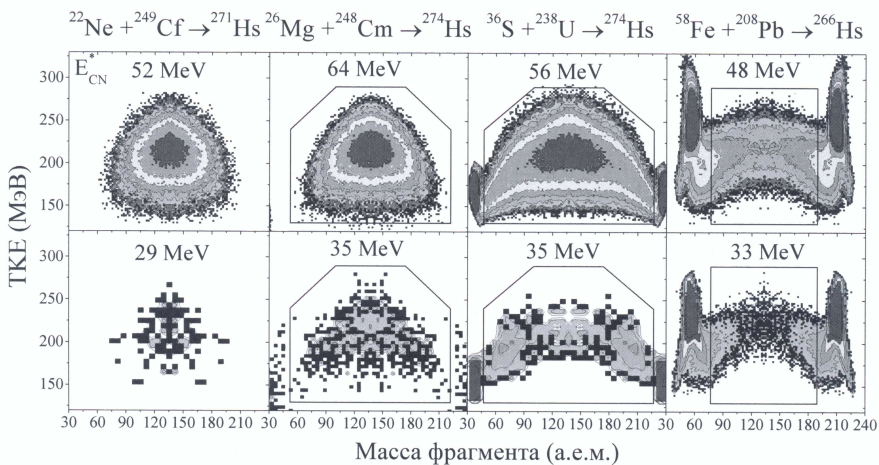 ²²Ne + ²⁴⁹Cf → ²⁷¹Hs ²⁶Mg + ²⁴⁸Cm → ²⁷⁴Hs ³⁶S + ²³⁸U → ²⁷⁴Hs ⁵⁸Fe + ²⁰⁸Pb → ²⁶⁶Hs
E*CN 52 MeV 64 MeV 56 MeV 48 MeV
300
250
200
150
29 MeV 35 MeV 35 MeV 33 MeV
300
250
200
150
100
TKE (МэВ)
30 60 90 120 150 180 210 30 60 90 120 150 180 210 30 60 90 120 150 180 210 30 60 90 120 150 180 210 240
Масса фрагмента (а.е.м.)